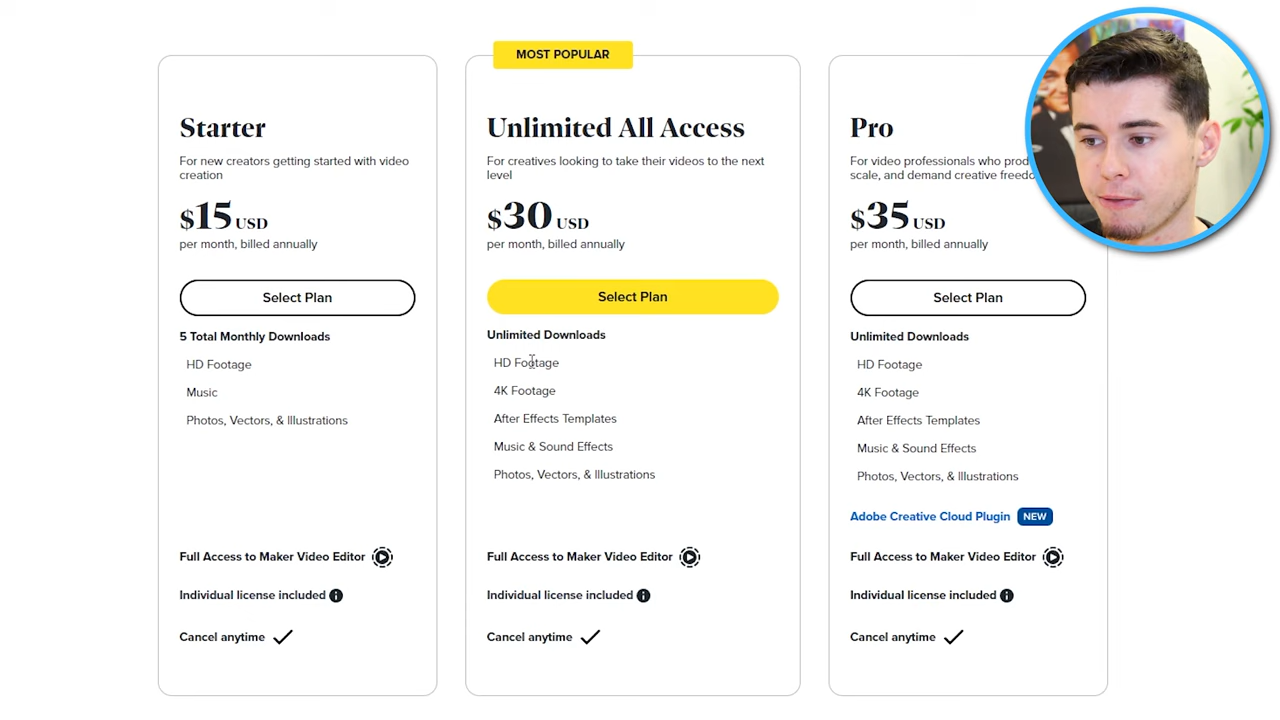 MOST POPULAR
Starter
For new creators getting started with video
creation
$15 USD
per month, billed annually
Select Plan
5 Total Monthly Downloads
HD Footage
Music
Photos, Vectors, & Illustrations
Full Access to Maker Video Editor
Individual license included
Cancel anytime
Unlimited All Access
For creatives looking to take their videos to the next
level
$30 USD
per month, billed annually
Select Plan
Unlimited Downloads
HD Footage
4K Footage
After Effects Templates
Music & Sound Effects
Photos, Vectors, & Illustrations
Full Access to Maker Video Editor
Individual license included
Cancel anytime
Pro
For video professionals who
scale, and demand creative
$35 USD
per month, billed annually
Select Plan
Unlimited Downloads
HD Footage
4K Footage
After Effects Templates
Music & Sound Effects
Photos, Vectors, & Illustrations
Adobe Creative Cloud Plugin NEW
Full Access to Maker Video Editor
Individual license included
Cancel anytime